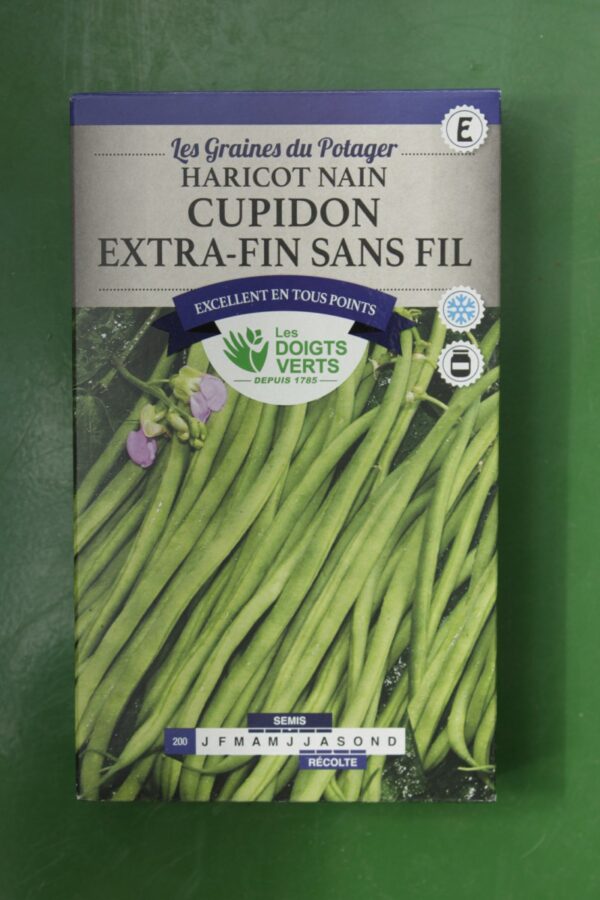 E
Les Graines du Potager
HARICOT NAIN
CUPIDON
EXTRA-FIN SANS FIL
EXCELLENT EN TOUS POINTS
Les
DOIGTS
VERTS
- DEPUIS 1785 -
SEMIS
200 J F M A M J J A S O N D
RÉCOLTE